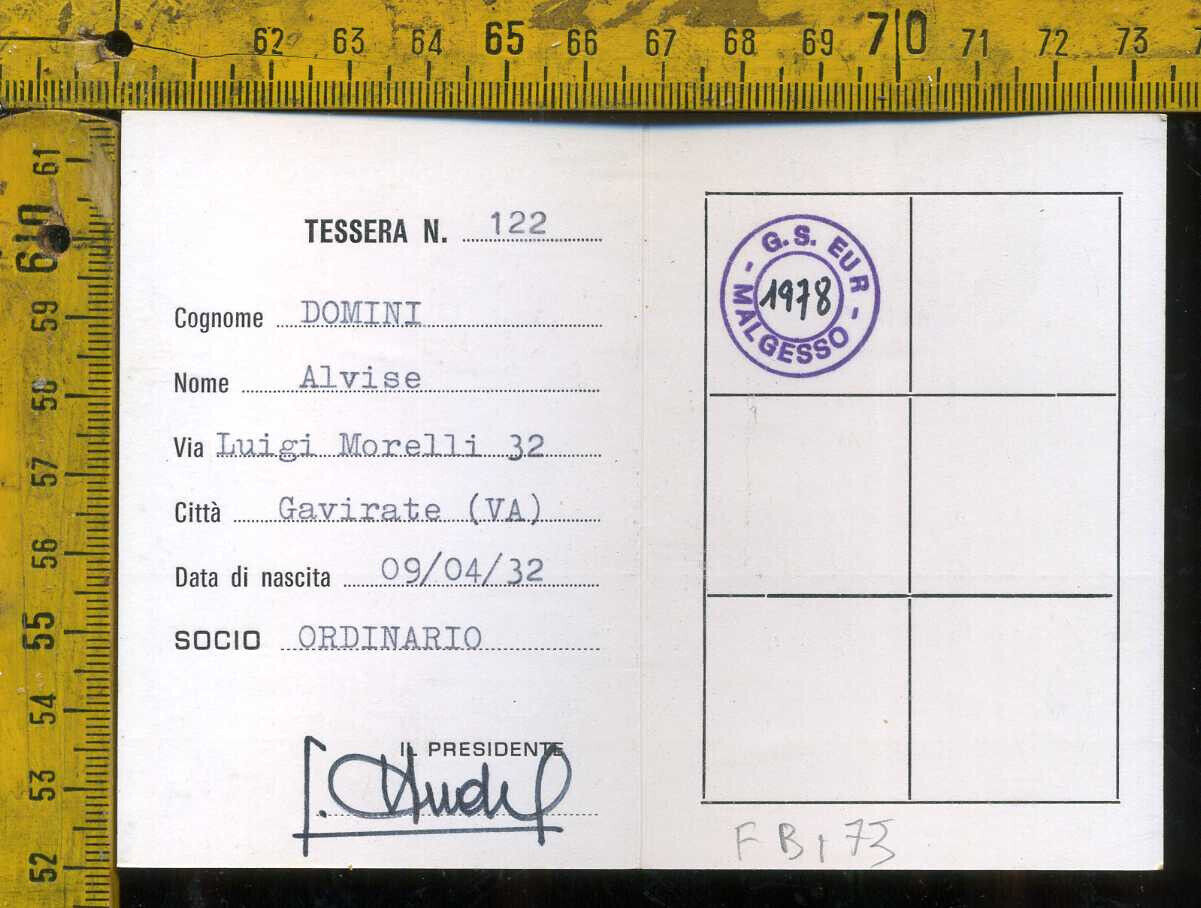 62 63 64 65 66 67 68 69 70 71 72 73
61
60
59
58
57
56
55
54
53
52
TESSERA N. 122
Cognome DOMINI
Nome Alvise
Via Luigi Morelli 32
Città Gavirate (VA)
Data di nascita 09/04/32
SOCIO ORDINARIO
IL PRESIDENTE
- G.S. EUR -
1978
MALGESSO
F B 173